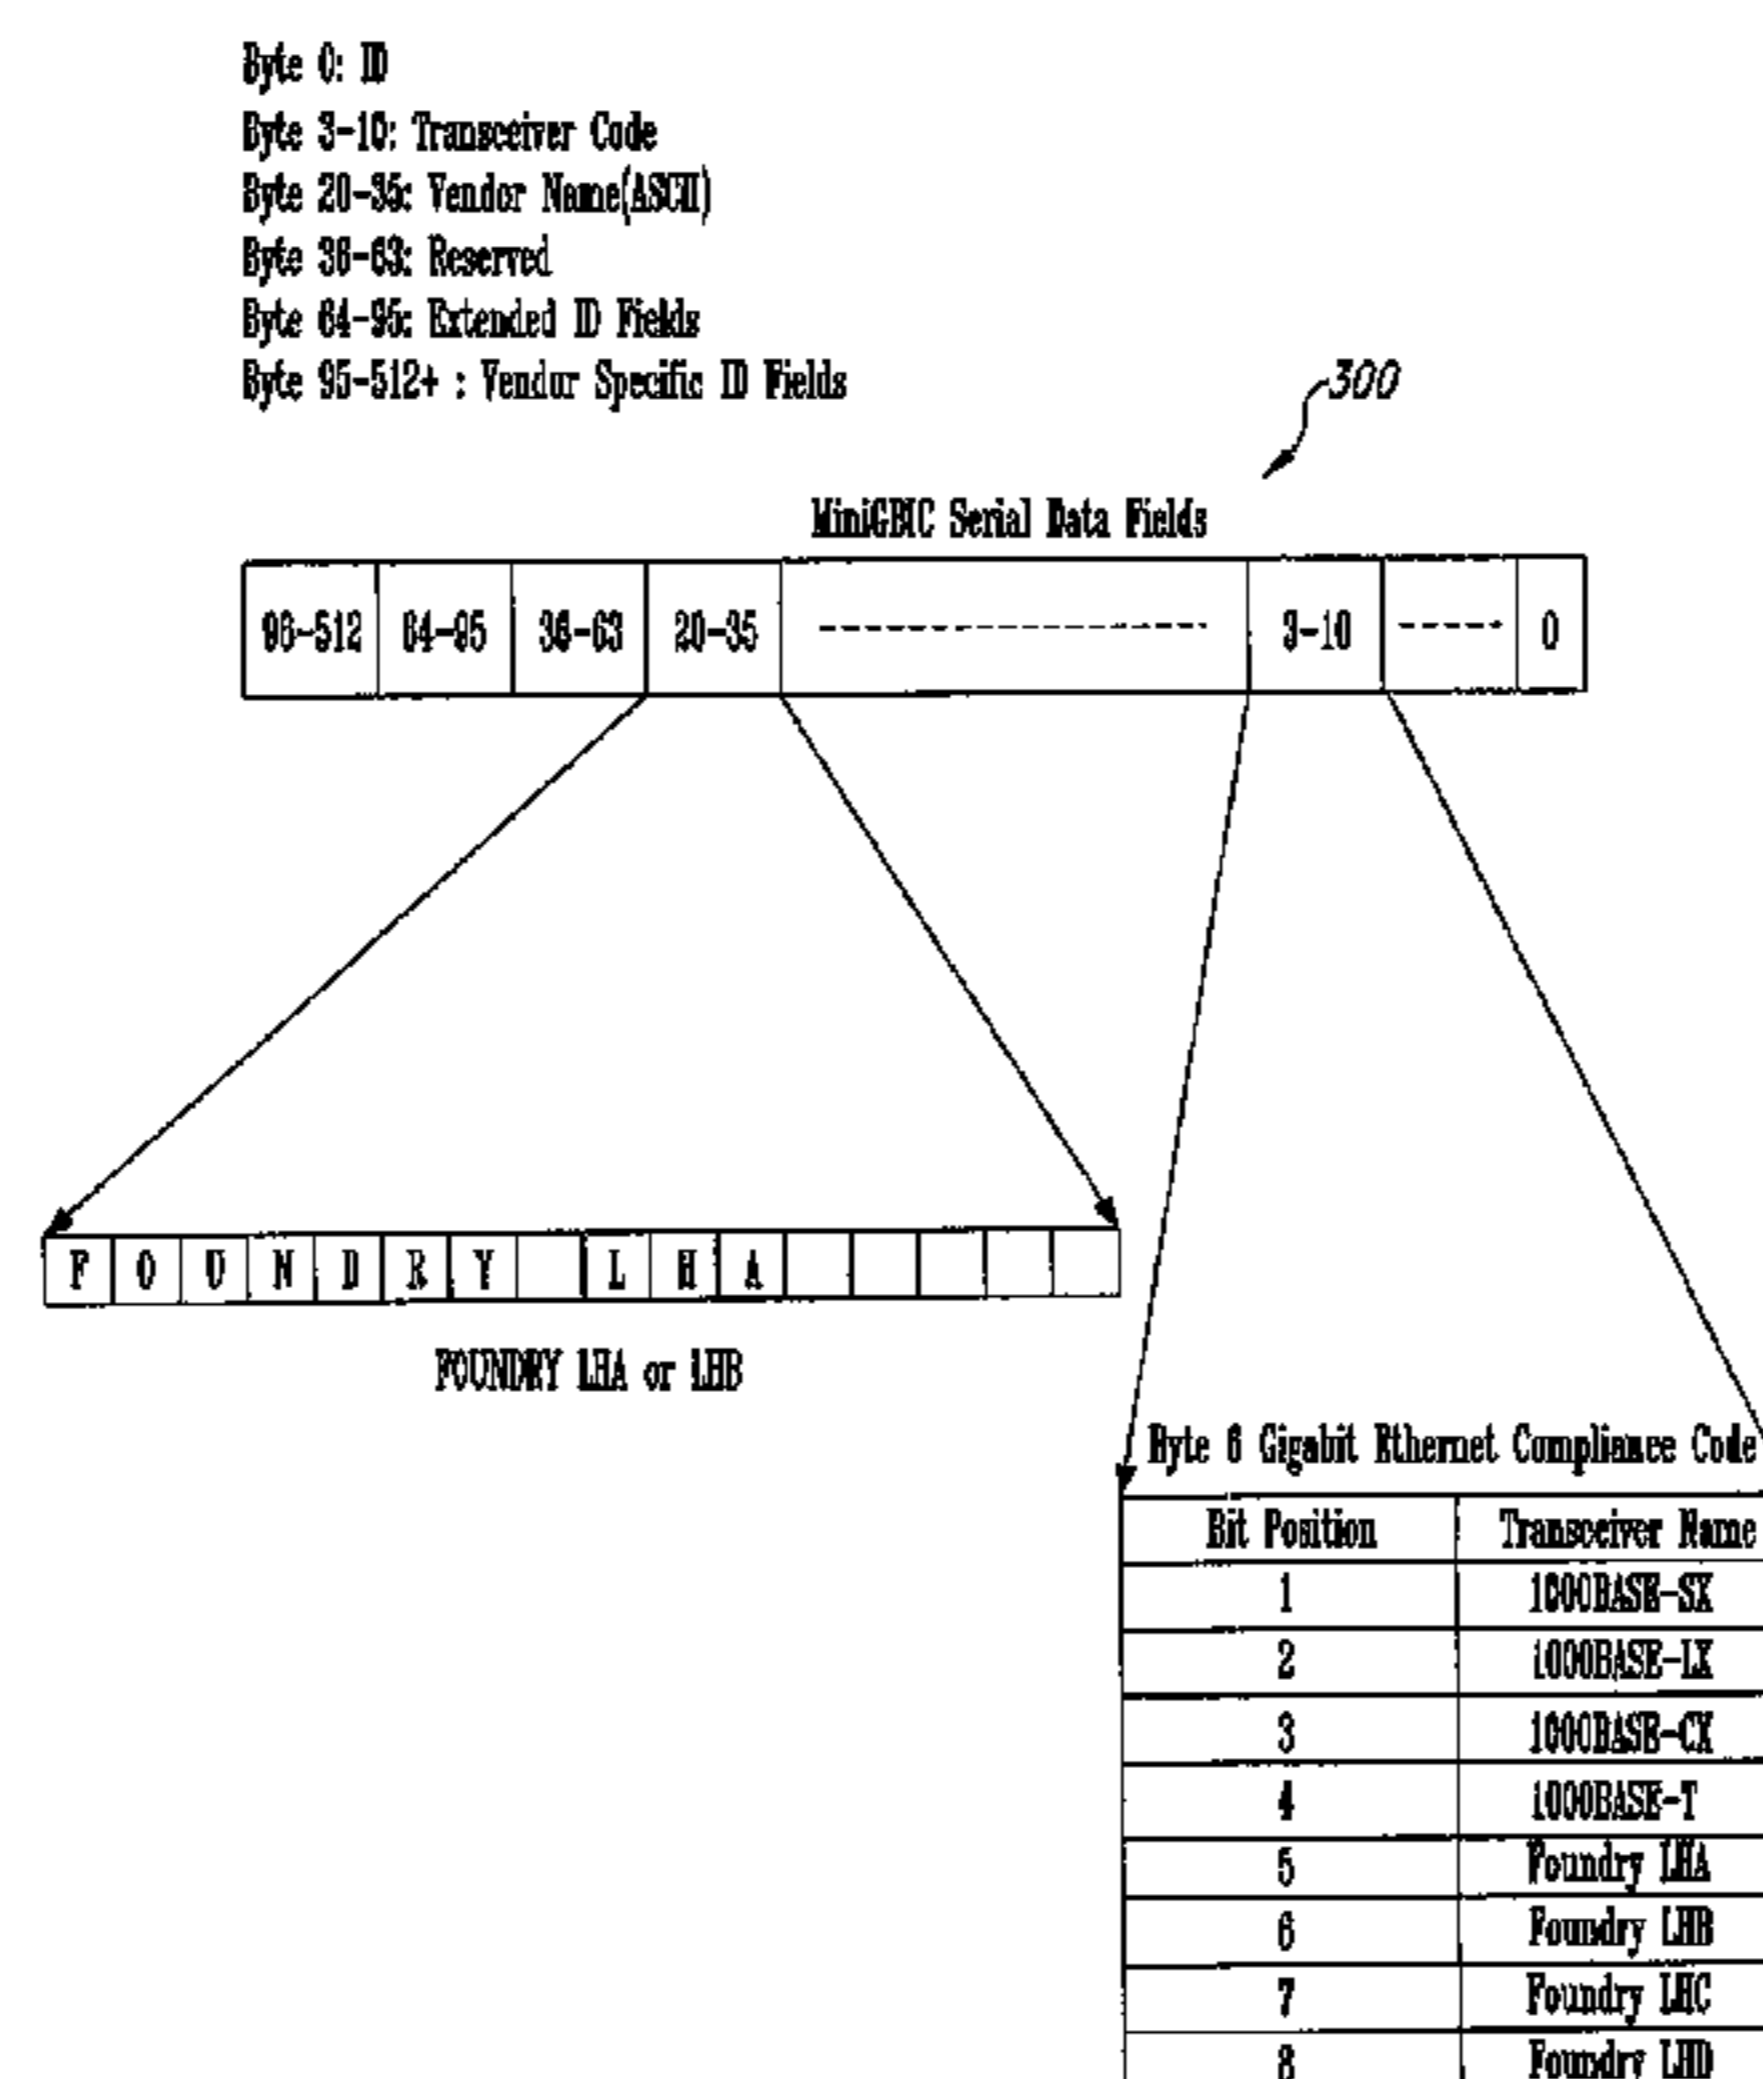 Byte 0: ID
Byte 3-10: Transceiver Code
Byte 20-35: Vendor Name(ASCII)
Byte 36-63: Reserved
Byte 64-95: Extended ID Fields
Byte 95-512+ : Vendor Specific ID Fields
300
MiniGBIC Serial Data Fields
96-512 64-95 36-63 20-35 3-10 0
F O U N D R Y L H A
FOUNDRY LHA or LHB
Byte 6 Gigabit Ethernet Compliance Code
Bit Position Transceiver Name
1 1000BASE-SX
2 1000BASE-LX
3 1000BASE-CX
4 1000BASE-T
5 Foundry LHA
6 Foundry LHB
7 Foundry LHC
8 Foundry LHD